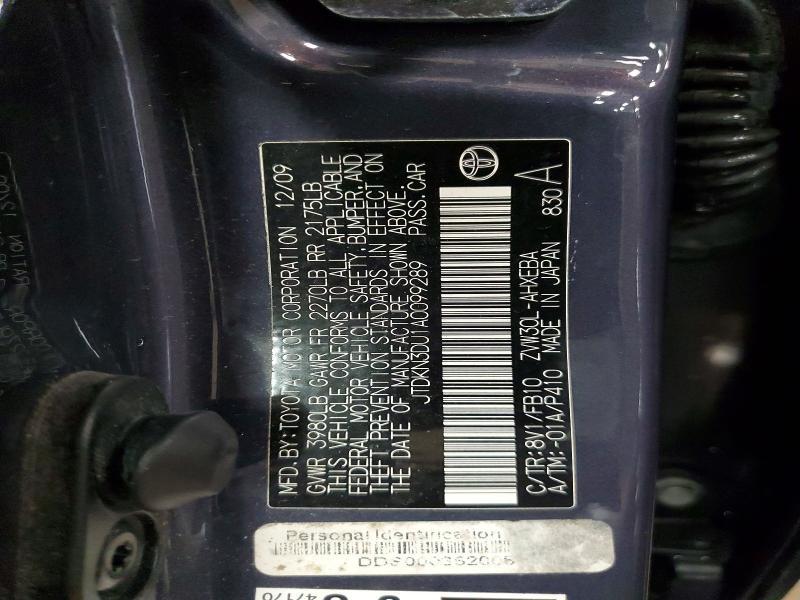 MFD. BY: TOYOTA MOTOR CORPORATION 12/09
GVWR 3980LB GAWR FR 2270LB RR 2175LB
THIS VEHICLE CONFORMS TO ALL APPLICABLE
FEDERAL MOTOR VEHICLE SAFETY, BUMPER, AND
THEFT PREVENTION STANDARDS IN EFFECT ON
THE DATE OF MANUFACTURE SHOWN ABOVE.
JTDKN3DU1A0099289 PASS. CAR
C/TR:8V1/FB10 ZVW30L-AHXEBA
A/TM:-01A/P410 MADE IN JAPAN 830 A
Personal Identification